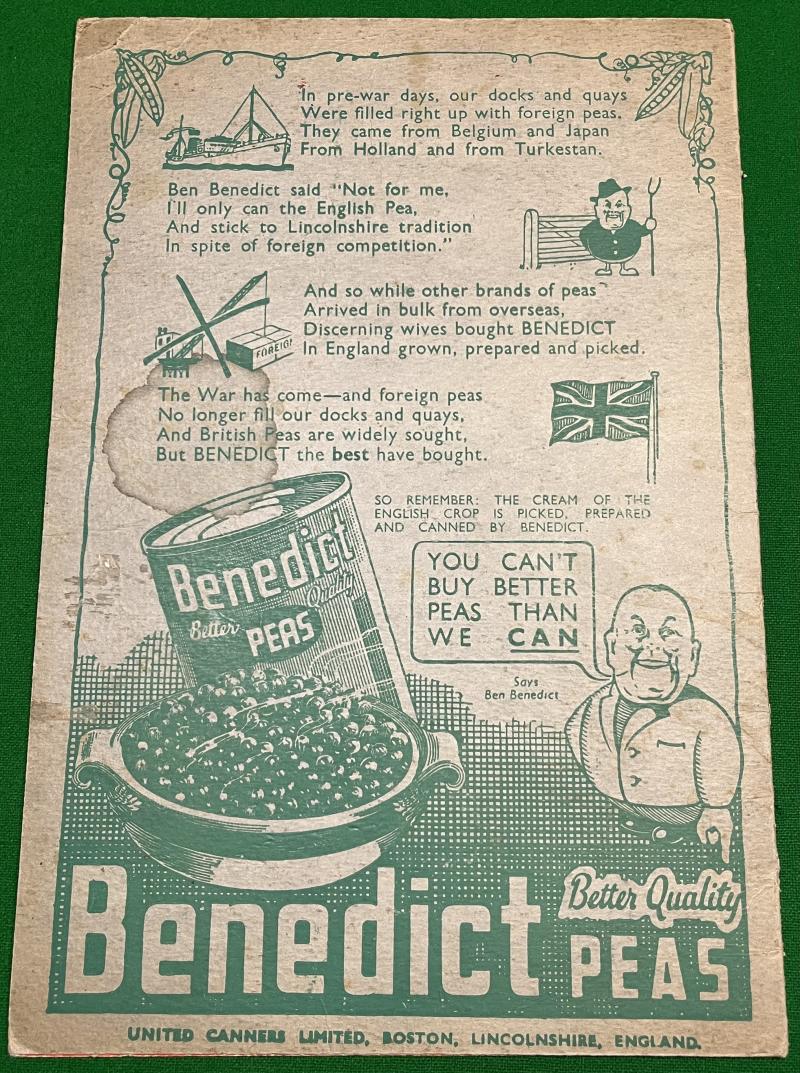 In pre-war days, our docks and quays
Were filled right up with foreign peas.
They came from Belgium and Japan
From Holland and from Turkestan.
Ben Benedict said "Not for me,
I'll only can the English Pea,
And stick to Lincolnshire tradition
In spite of foreign competition."
And so while other brands of peas
Arrived in bulk from overseas,
Discerning wives bought BENEDICT
In England grown, prepared and picked.
FOREIGN
The War has come—and foreign peas
No longer fill our docks and quays,
And British Peas are widely sought,
But BENEDICT the best have bought.
SO REMEMBER: THE CREAM OF THE
ENGLISH CROP IS PICKED, PREPARED
AND CANNED BY BENEDICT.
Benedict
Better Quality
PEAS
YOU CAN'T
BUY BETTER
PEAS THAN
WE CAN
Says
Ben Benedict
Benedict
Better Quality
PEAS
UNITED CANNERS LIMITED, BOSTON, LINCOLNSHIRE, ENGLAND.